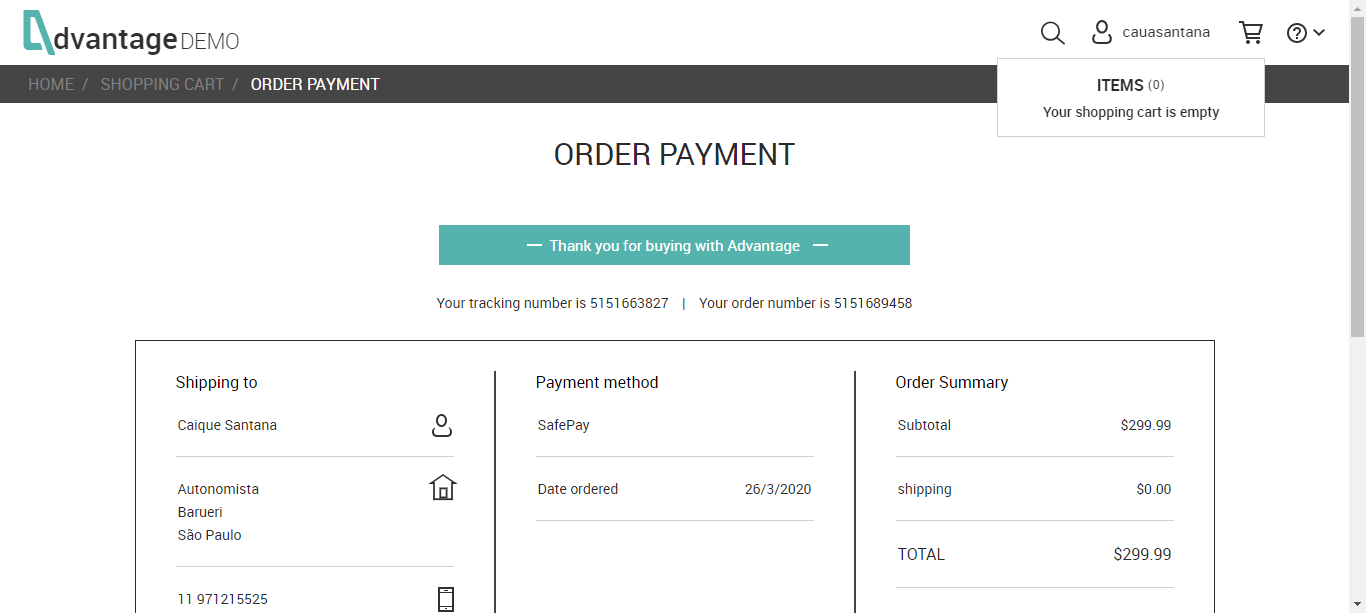 dvantage DEMO
cauasantana
HOME / SHOPPING CART / ORDER PAYMENT
ITEMS (0)
Your shopping cart is empty
ORDER PAYMENT
— Thank you for buying with Advantage —
Your tracking number is 5151663827 | Your order number is 5151689458
Shipping to
Caique Santana
Autonomista
Barueri
São Paulo
11 971215525
Payment method
SafePay
Date ordered 26/3/2020
Order Summary
Subtotal $299.99
shipping $0.00
TOTAL $299.99